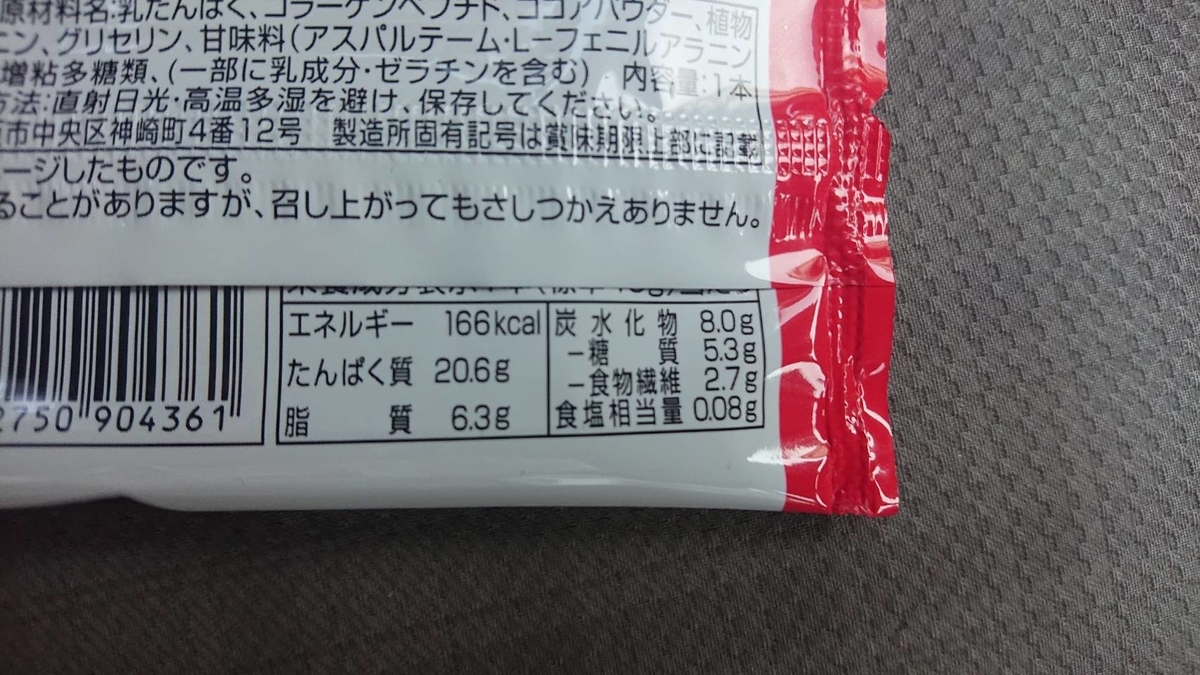 原材料名:乳たんぱく、コラーゲンペプチド、ココアパウダー、植物
ニン、グリセリン、甘味料(アスパルテーム・L-フェニルアラニン
増粘多糖類、(一部に乳成分・ゼラチンを含む) 内容量:1本
方法:直射日光・高温多湿を避け、保存してください。
市中央区神崎町4番12号 製造所固有記号は賞味期限上部に記載
ージしたものです。
ることがありますが、召し上がってもさしつかえありません。
エネルギー 166kcal
たんぱく質 20.6g
脂質 6.3g
炭水化物 8.0g
-糖質 5.3g
-食物繊維 2.7g
食塩相当量 0.08g
2750 904361